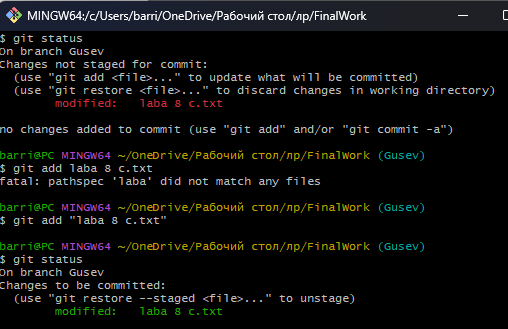 MINGW64:/c/Users/barri/OneDrive/Рабочий стол/лр/FinalWork
$ git status
On branch Gusev
Changes not staged for commit:
  (use "git add <file>..." to update what will be committed)
  (use "git restore <file>..." to discard changes in working directory)
        modified:   laba 8 c.txt

no changes added to commit (use "git add" and/or "git commit -a")

barri@PC MINGW64 ~/OneDrive/Рабочий стол/лр/FinalWork (Gusev)
$ git add laba 8 c.txt
fatal: pathspec 'laba' did not match any files

barri@PC MINGW64 ~/OneDrive/Рабочий стол/лр/FinalWork (Gusev)
$ git add "laba 8 c.txt"

barri@PC MINGW64 ~/OneDrive/Рабочий стол/лр/FinalWork (Gusev)
$ git status
On branch Gusev
Changes to be committed:
  (use "git restore --staged <file>..." to unstage)
        modified:   laba 8 c.txt